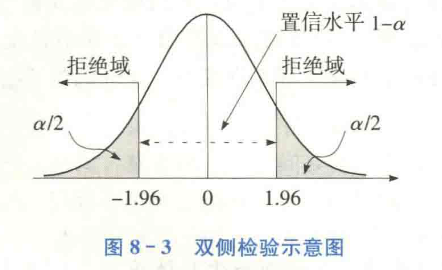 置信水平 1-α
拒绝域 拒绝域
α/2 α/2
-1.96 0 1.96
图 8-3 双侧检验示意图